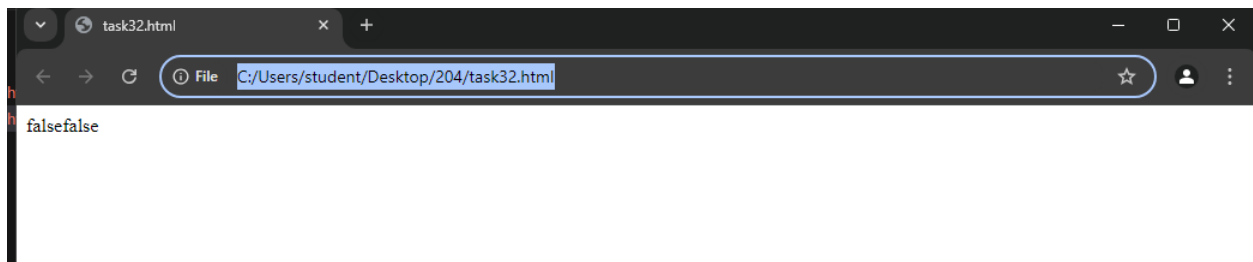 task32.html
File C:/Users/student/Desktop/204/task32.html
h
h
falsefalse